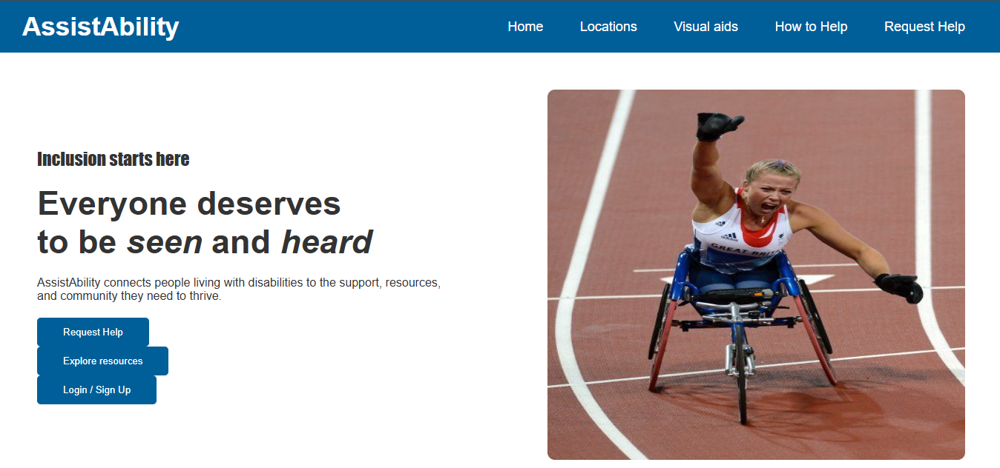 AssistAbility
Home
Locations
Visual aids
How to Help
Request Help
Inclusion starts here
Everyone deserves
to be seen and heard
AssistAbility connects people living with disabilities to the support, resources,
and community they need to thrive.
Request Help
Explore resources
Login / Sign Up
adidas
GREAT BRIT